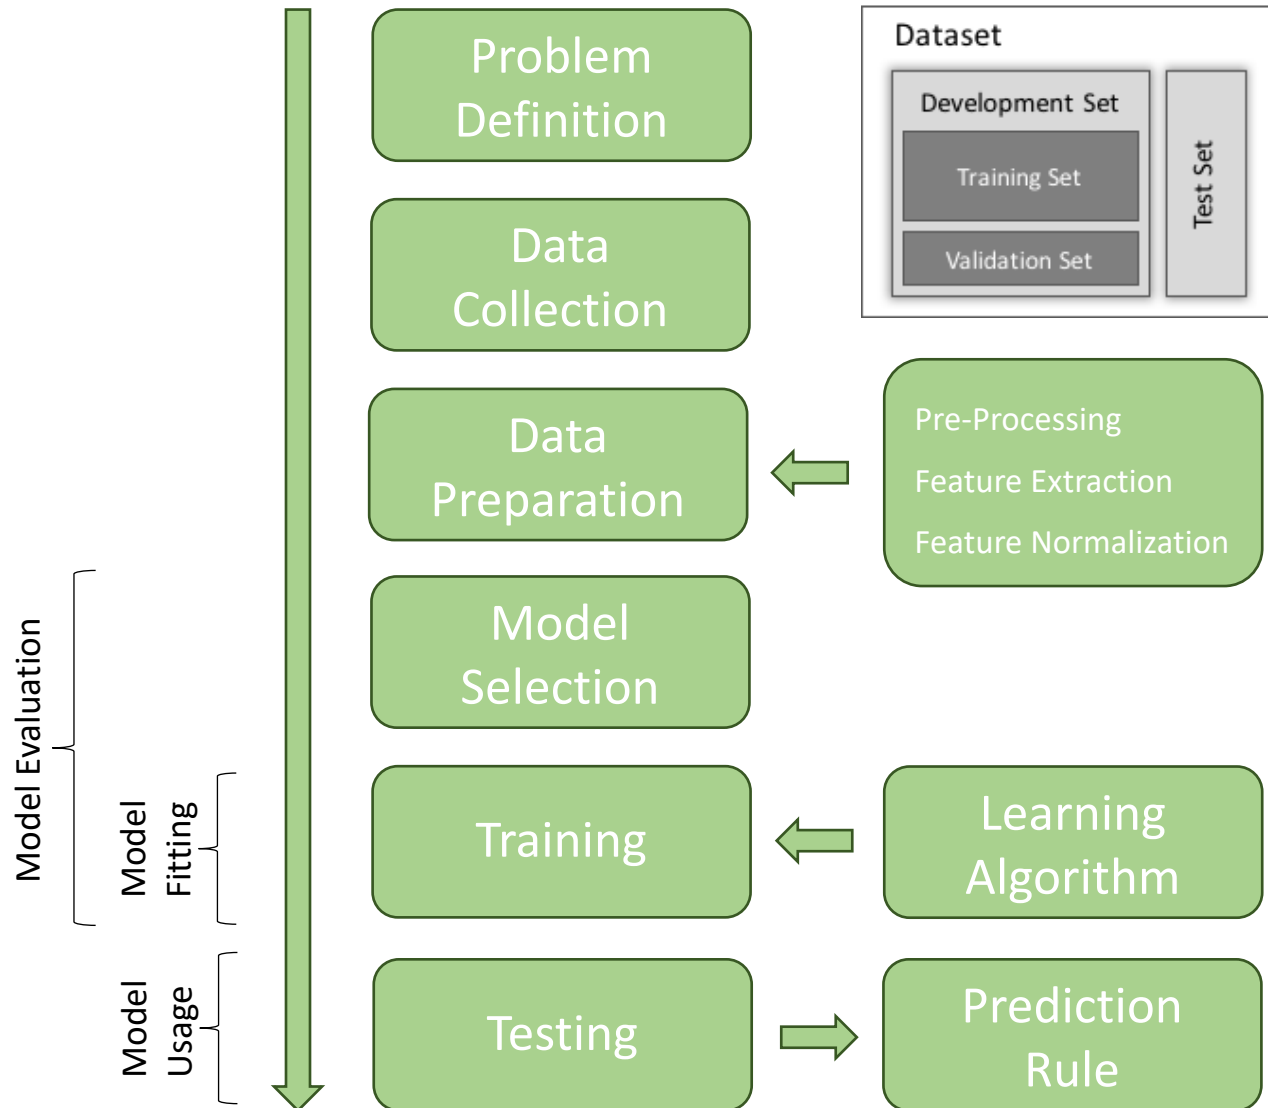 Problem
Definition
Data
Collection
Data
Preparation
Model
Selection
Training
Testing
Dataset
Development Set
Training Set
Validation Set
Test Set
Pre-Processing
Feature Extraction
Feature Normalization
Learning
Algorithm
Prediction
Rule
Model Evaluation
Model
Fitting
Model
Usage